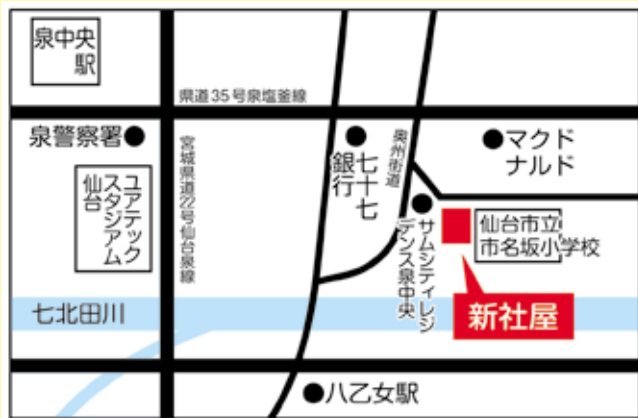 泉中央
駅
県道35号泉塩釜線
泉警察署●
宮城県道22号仙台泉線
ユアテック
スタジアム
仙台
●
七十七
銀行
奥州街道
●マクド
ナルド
●
サムシティレジ
デンス泉中央
仙台市立
市名坂小学校
新社屋
七北田川
●八乙女駅